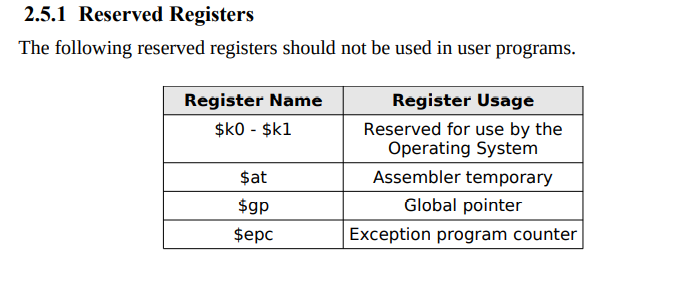 2.5.1 Reserved Registers
The following reserved registers should not be used in user programs.
Register Name Register Usage
$k0 - $k1 Reserved for use by the
Operating System
$at Assembler temporary
$gp Global pointer
$epc Exception program counter